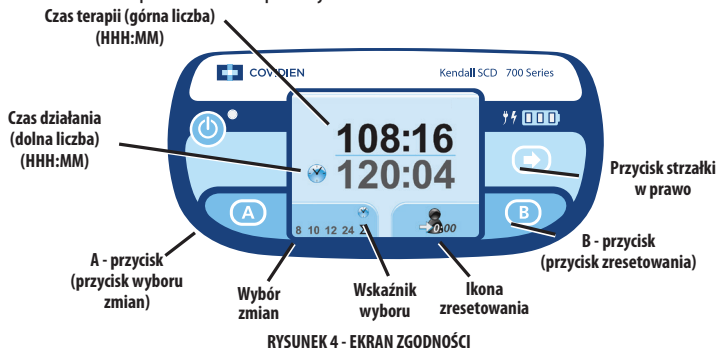 Czas terapii (górna liczba)
(HHH:MM)
COVIDIEN
Kendall SCD 700 Series
Czas działania
(dolna liczba)
(HHH:MM)
108:16
120:04
Przycisk strzałki
w prawo
A
B
8 10 12 24 Σ
0:00
A - przycisk
(przycisk wyboru
zmian)
Wybór
zmian
Wskaźnik
wyboru
Ikona
zresetowania
B - przycisk
(przycisk zresetowania)
RYSUNEK 4 - EKRAN ZGODNOŚCI